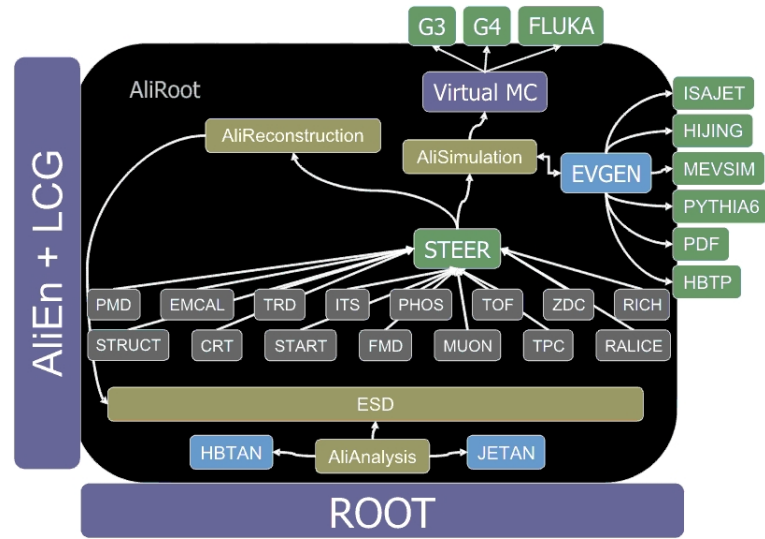 G3 G4 FLUKA
AliRoot
Virtual MC
ISAJET
AliReconstruction
HIJING
AliSimulation
EVGEN
MEVSIM
PYTHIA6
STEER
PDF
HBTP
PMD EMCAL TRD ITS PHOS TOF ZDC RICH
STRUCT CRT START FMD MUON TPC RALICE
ESD
HBTAN AliAnalysis JETAN
AliEn + LCG
ROOT